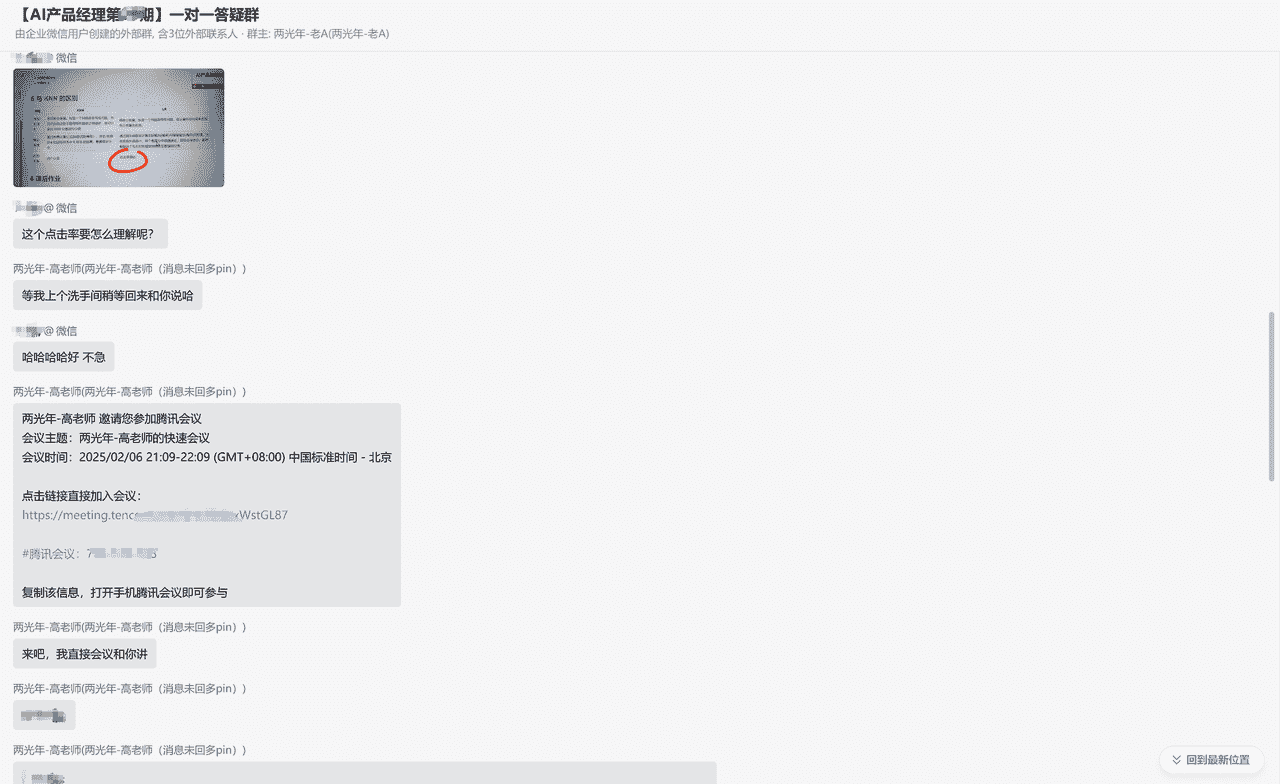 【AI产品经理第 期】一对一答疑群
由企业微信用户创建的外部群, 含3位外部联系人 · 群主: 两光年-老A(两光年-老A)
微信
6 与 KNN 的区别
4 课后作业
@ 微信
这个点击率要怎么理解呢?
两光年-高老师(两光年-高老师（消息未回多pin）)
等我上个洗手间稍等回来和你说哈
@ 微信
哈哈哈哈好 不急
两光年-高老师(两光年-高老师（消息未回多pin）)
两光年-高老师 邀请您参加腾讯会议
会议主题：两光年-高老师的快速会议
会议时间：2025/02/06 21:09-22:09 (GMT+08:00) 中国标准时间 - 北京
点击链接直接加入会议：
https://meeting.tence WstGL87
#腾讯会议：7
复制该信息，打开手机腾讯会议即可参与
两光年-高老师(两光年-高老师（消息未回多pin）)
来吧，我直接会议和你讲
两光年-高老师(两光年-高老师（消息未回多pin）)
两光年-高老师(两光年-高老师（消息未回多pin）)
回到最新位置